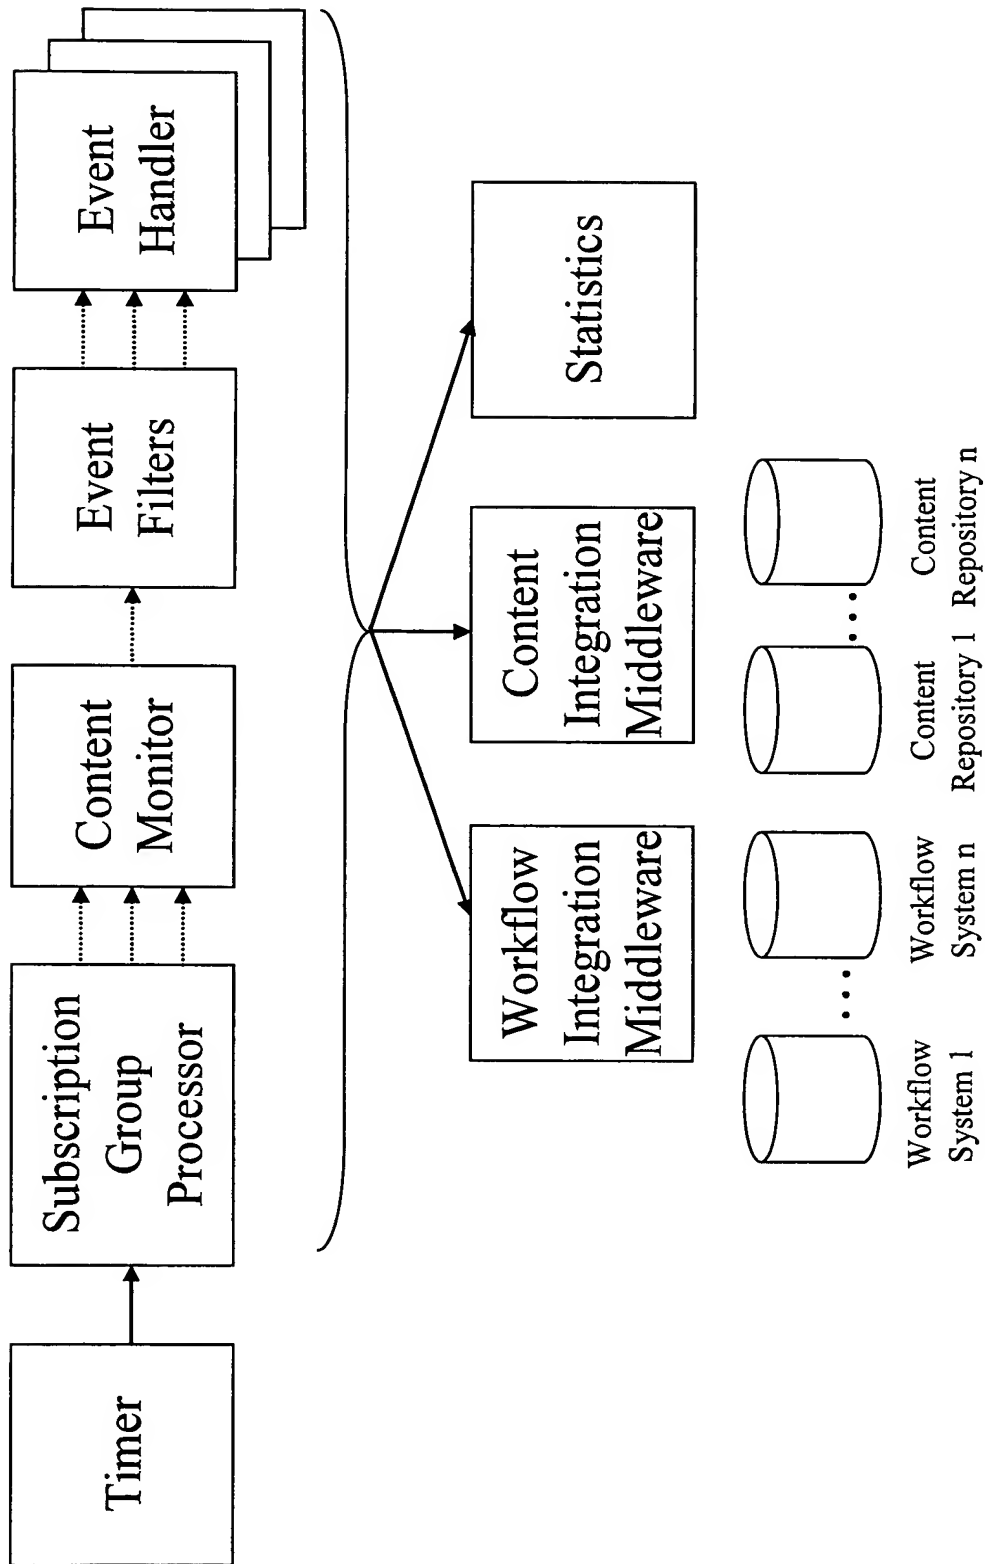 Timer
Subscription
Group
Processor
Content
Monitor
Event
Filters
Event
Handler
Workflow
Integration
Middleware
Content
Integration
Middleware
Statistics
Workflow
System 1
Workflow
System n
Content
Repository 1
Content
Repository n